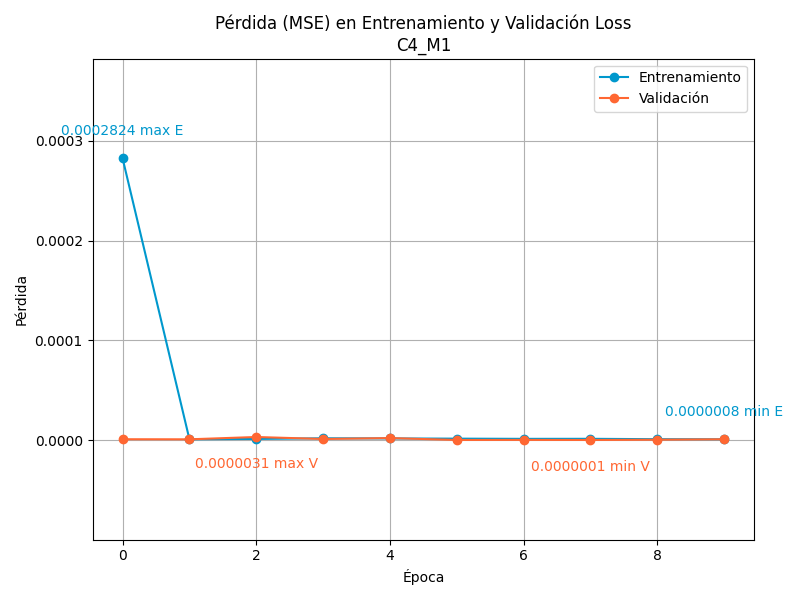 Pérdida (MSE) en Entrenamiento y Validación Loss
C4_M1
Entrenamiento
Validación
0.0002824 max E
0.0003
0.0002
0.0001
0.0000
Pérdida
0.0000008 min E
0.0000031 max V
0.0000001 min V
0
2
4
6
8
Época